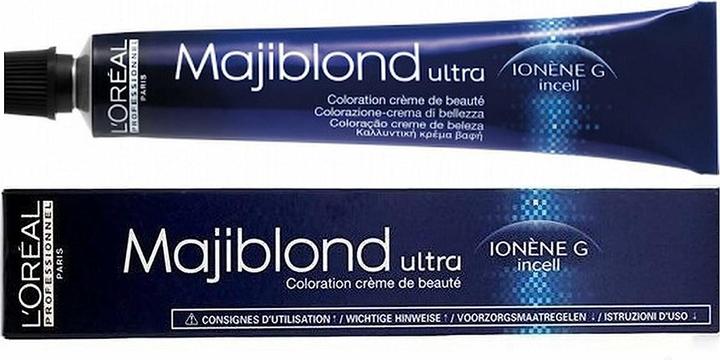 L'ORÉAL
PROFESSIONNEL
PARIS
Majiblond ultra
IONÈNE G
incell
Coloration crème de beauté
Colorazione-crema di bellezza
Coloração creme de beleza
Καλλυντική κρέμα βαφή
L'ORÉAL
PROFESSIONNEL
PARIS
Majiblond ultra
IONÈNE G
incell
Coloration crème de beauté
⚠ CONSIGNES D'UTILISATION ↑ / WICHTIGE HINWEISE ↑ / VOORZORGSMAATREGELEN ↓ / ISTRUZIONI D'USO ↓